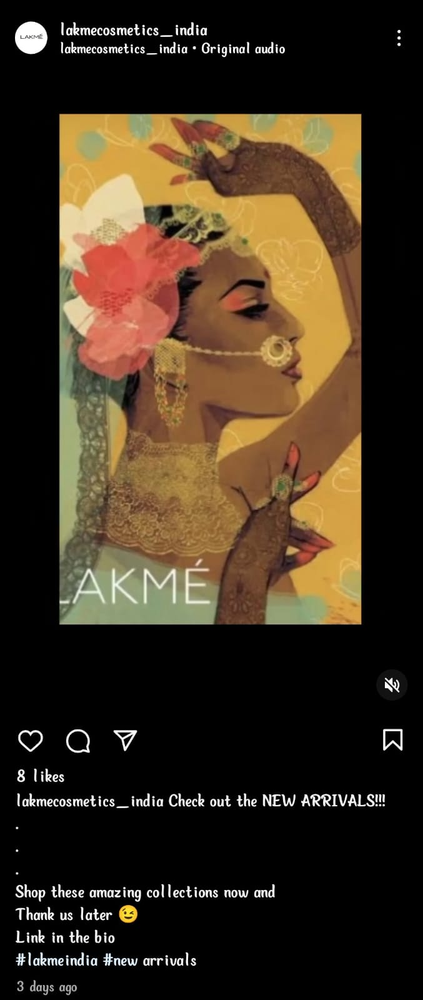 LAKMÉ
lakmecosmetics_india
lakmecosmetics_india • Original audio
LAKMÉ
8 likes
lakmecosmetics_india Check out the NEW ARRIVALS!!!
.
.
.
Shop these amazing collections now and
Thank us later 😉
Link in the bio
#lakmeindia #new arrivals
3 days ago